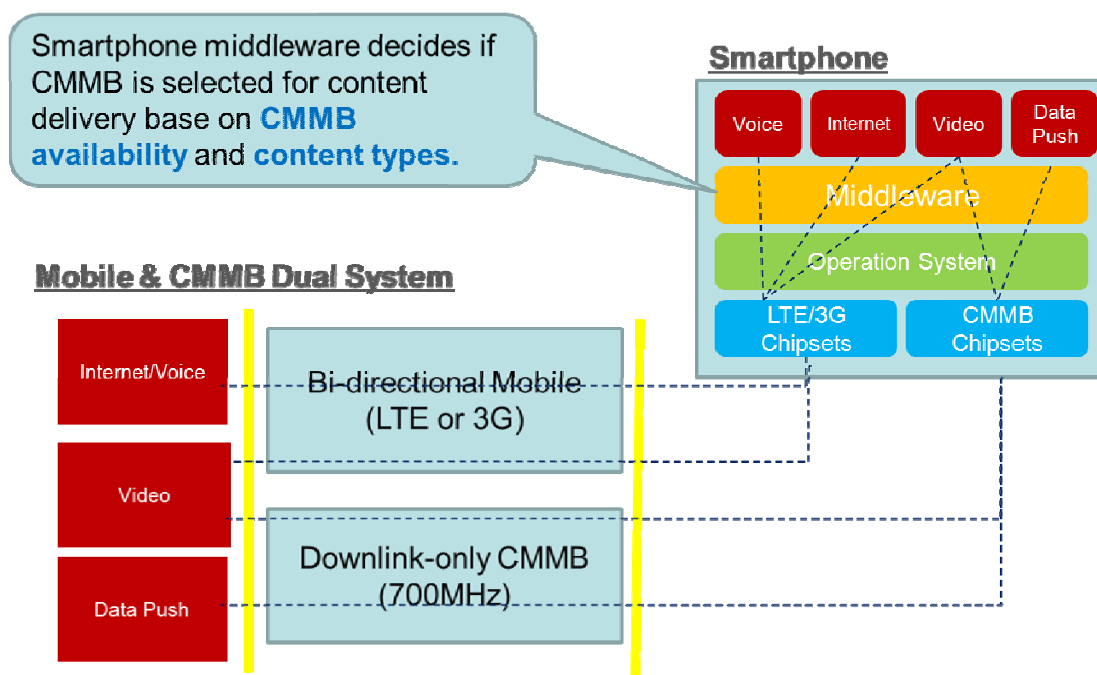 Smartphone middleware decides if
CMMB is selected for content
delivery base on CMMB
availability and content types.
Smartphone
Voice
Internet
Video
Data
Push
Middleware
Operation System
LTE/3G
Chipsets
CMMB
Chipsets
Mobile & CMMB Dual System
Internet/Voice
Bi-directional Mobile
(LTE or 3G)
Video
Downlink-only CMMB
(700MHz)
Data Push